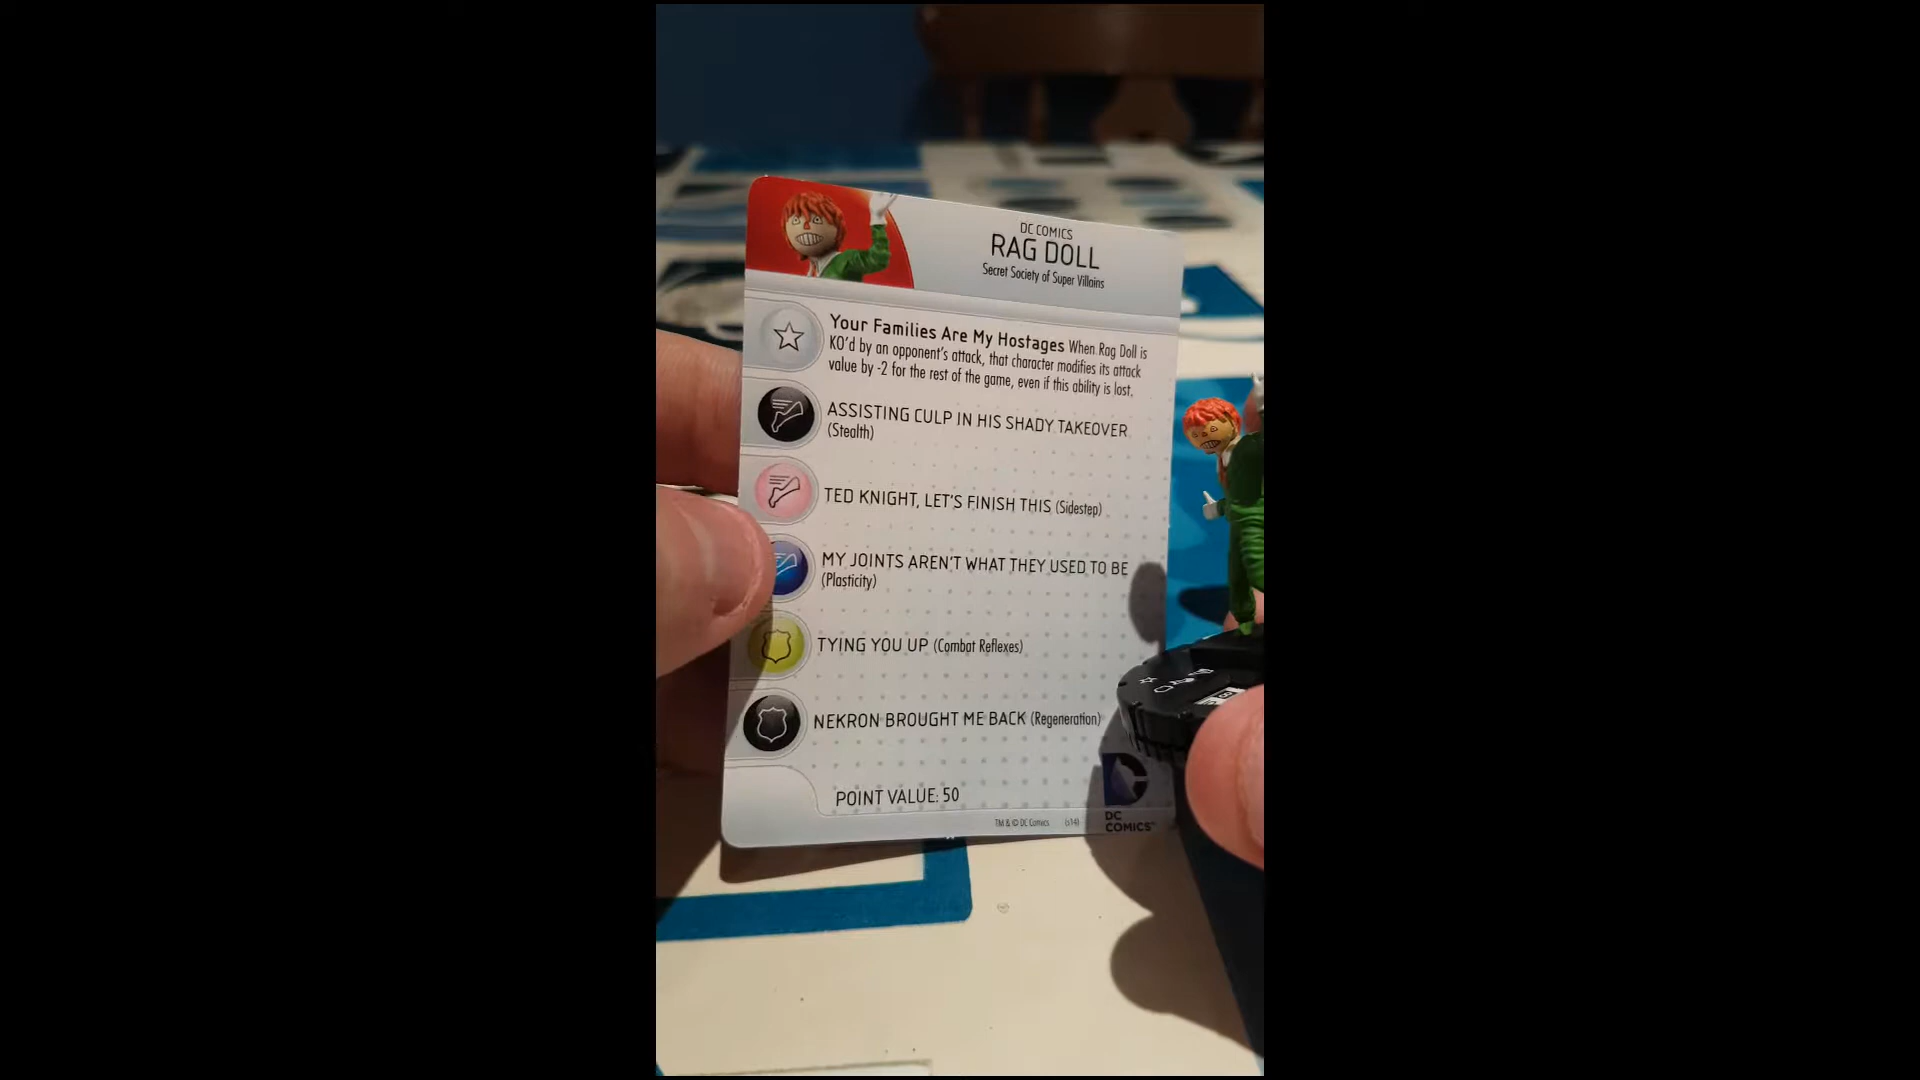 DC COMICS
RAG DOLL
Secret Society of Super Villains
Your Families Are My Hostages When Rag Doll is
KO'd by an opponent's attack, that character modifies its attack
value by -2 for the rest of the game, even if this ability is lost.
ASSISTING CULP IN HIS SHADY TAKEOVER
(Stealth)
TED KNIGHT, LET'S FINISH THIS (Sidestep)
MY JOINTS AREN'T WHAT THEY USED TO BE
(Plasticity)
TYING YOU UP (Combat Reflexes)
NEKRON BROUGHT ME BACK (Regeneration)
POINT VALUE: 50
TM & © DC Comics (s14)
DC
COMICS™